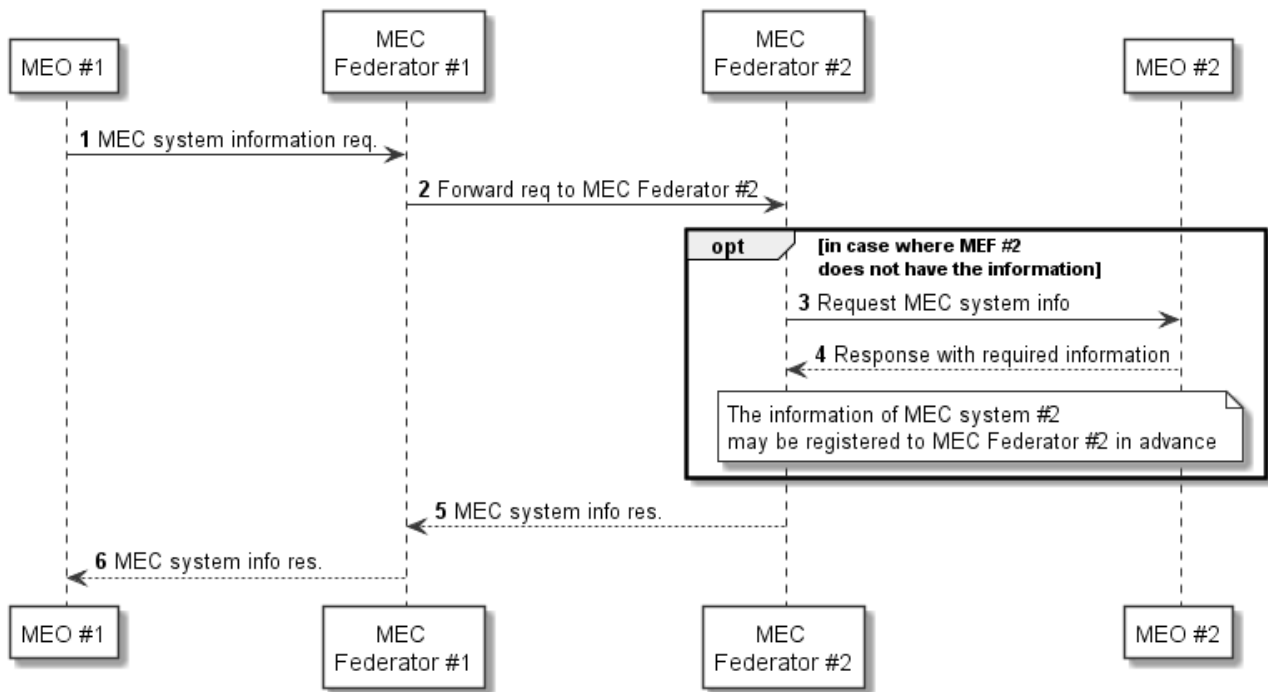 MEO #1
MEC
Federator #1
MEC
Federator #2
MEO #2
1 MEC system information req.
2 Forward req to MEC Federator #2
opt
[in case where MEF #2
does not have the information]
3 Request MEC system info
4 Response with required information
The information of MEC system #2
may be registered to MEC Federator #2 in advance
5 MEC system info res.
6 MEC system info res.
MEO #1
MEC
Federator #1
MEC
Federator #2
MEO #2